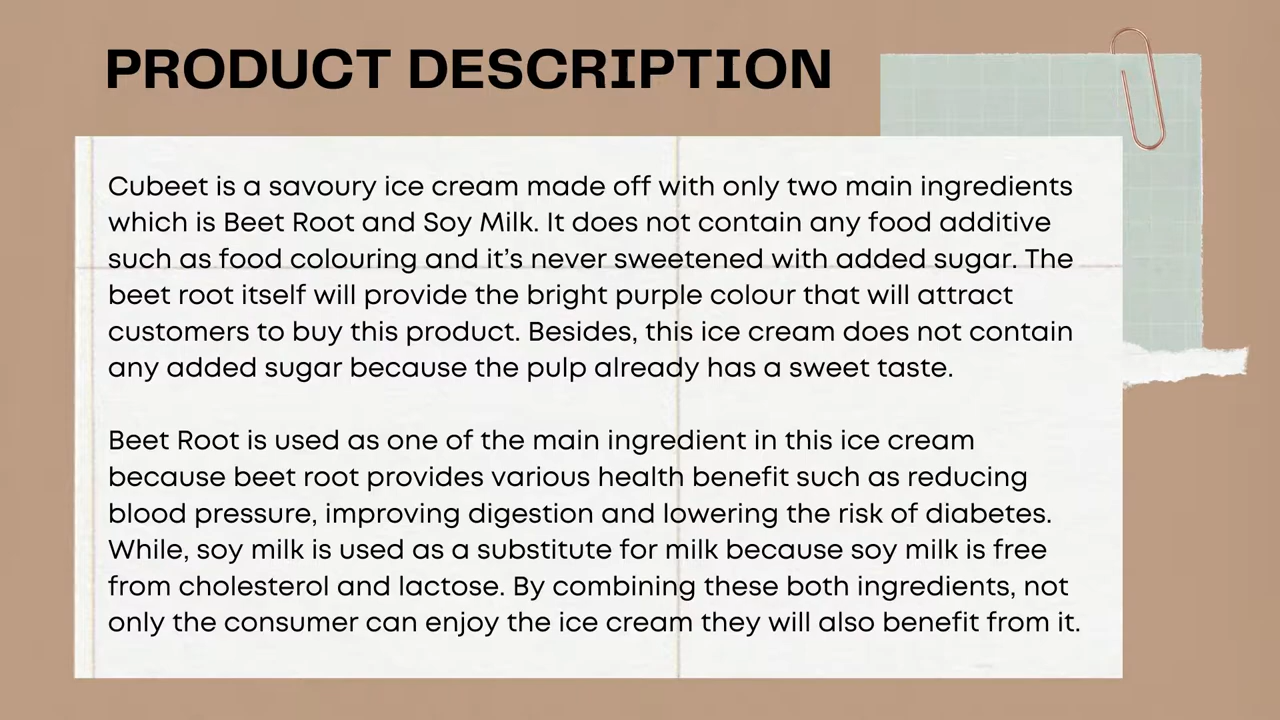 PRODUCT DESCRIPTION
Cubeet is a savoury ice cream made off with only two main ingredients
which is Beet Root and Soy Milk. It does not contain any food additive
such as food colouring and it’s never sweetened with added sugar. The
beet root itself will provide the bright purple colour that will attract
customers to buy this product. Besides, this ice cream does not contain
any added sugar because the pulp already has a sweet taste.
Beet Root is used as one of the main ingredient in this ice cream
because beet root provides various health benefit such as reducing
blood pressure, improving digestion and lowering the risk of diabetes.
While, soy milk is used as a substitute for milk because soy milk is free
from cholesterol and lactose. By combining these both ingredients, not
only the consumer can enjoy the ice cream they will also benefit from it.